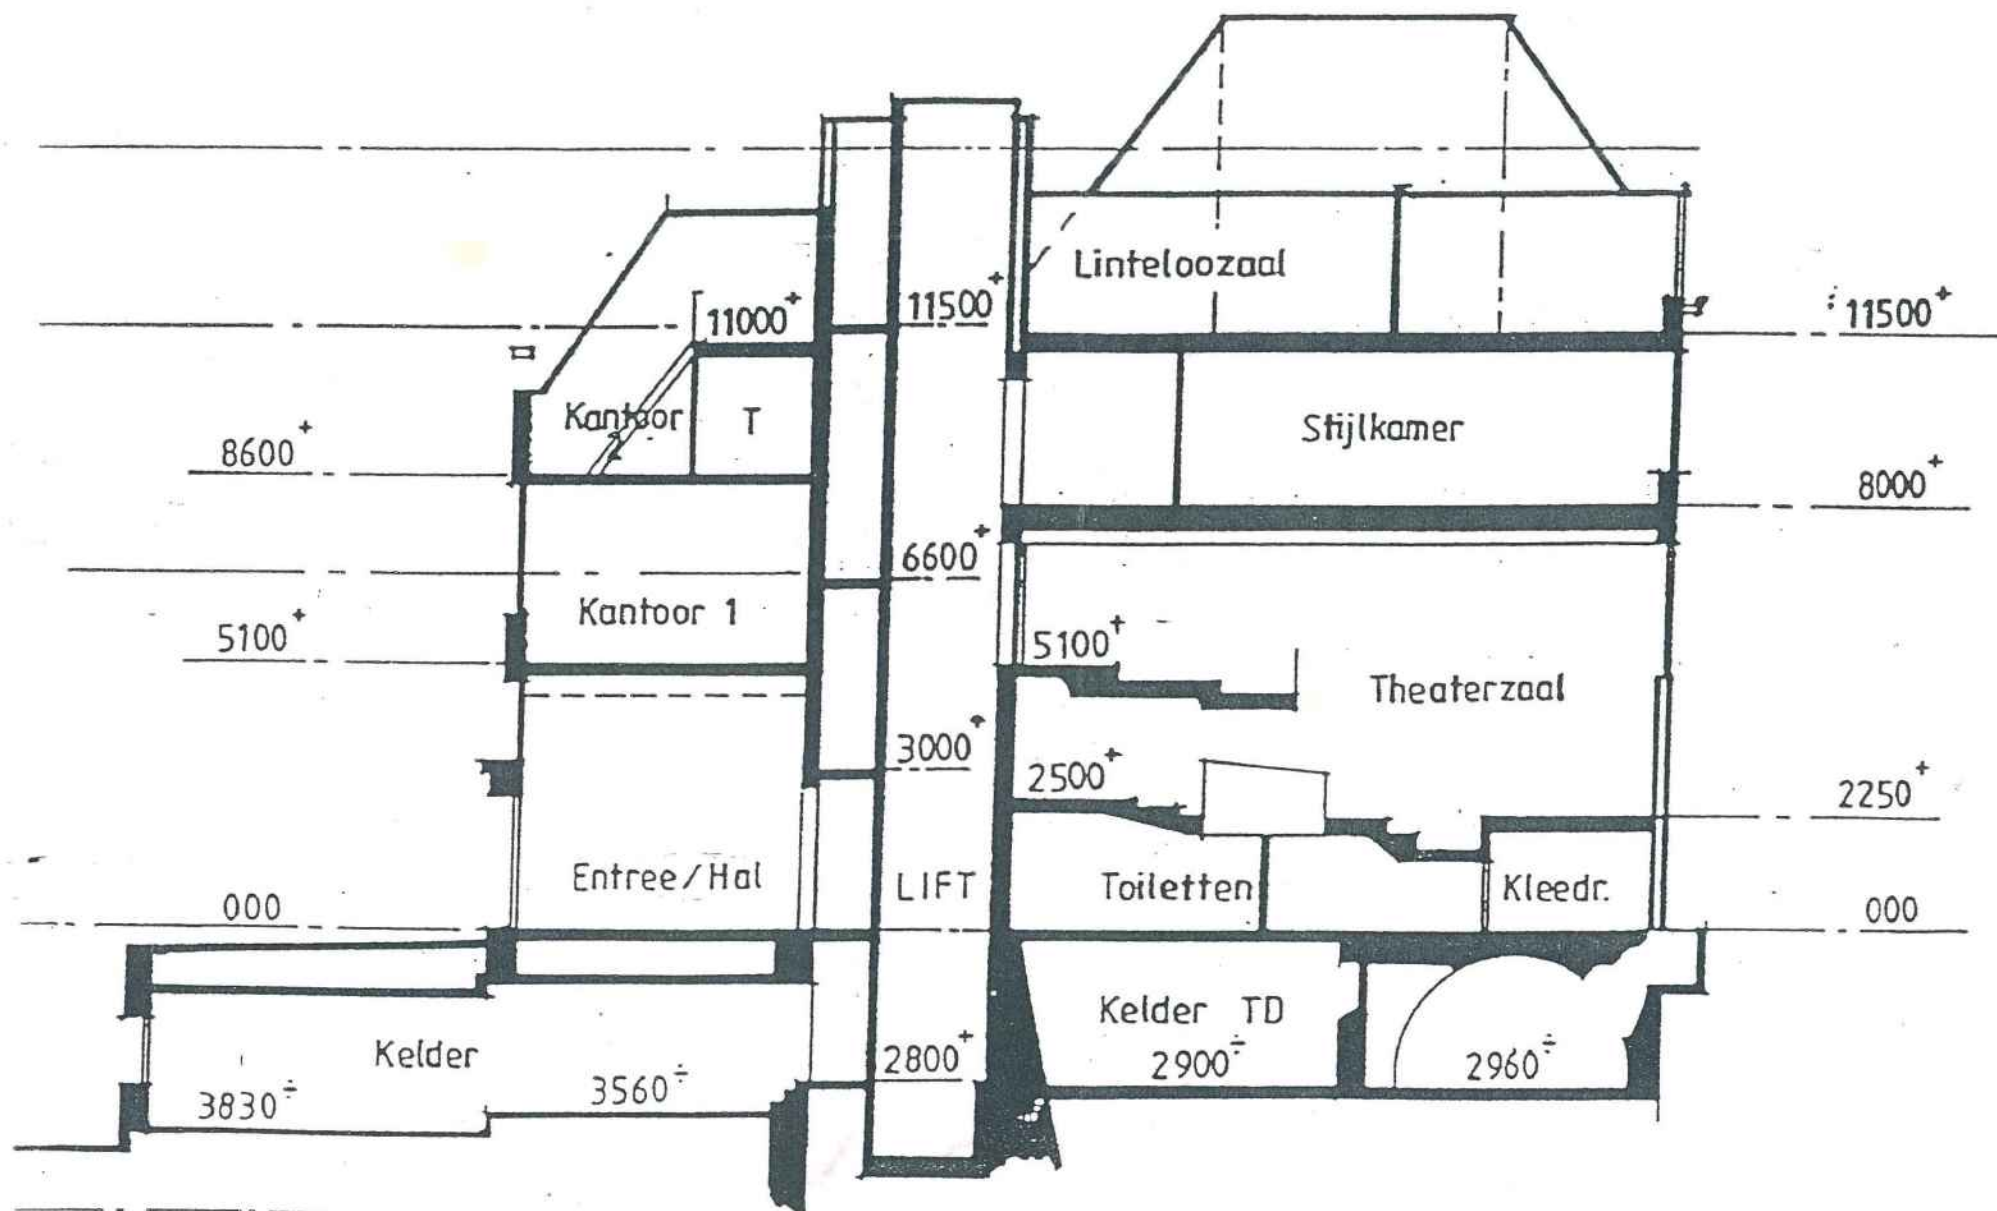 Linteloozaal
11500+
11000+
11500+
Kantoor
T
Stijlkamer
8600+
8000+
6600+
Kantoor 1
5100+
5100+
Theaterzaal
3000+
2500+
2250+
Entree/Hal
LIFT
Toiletten
Kleedr.
000
000
Kelder TD
Kelder
2800+
2900÷
2960÷
3830÷
3560÷